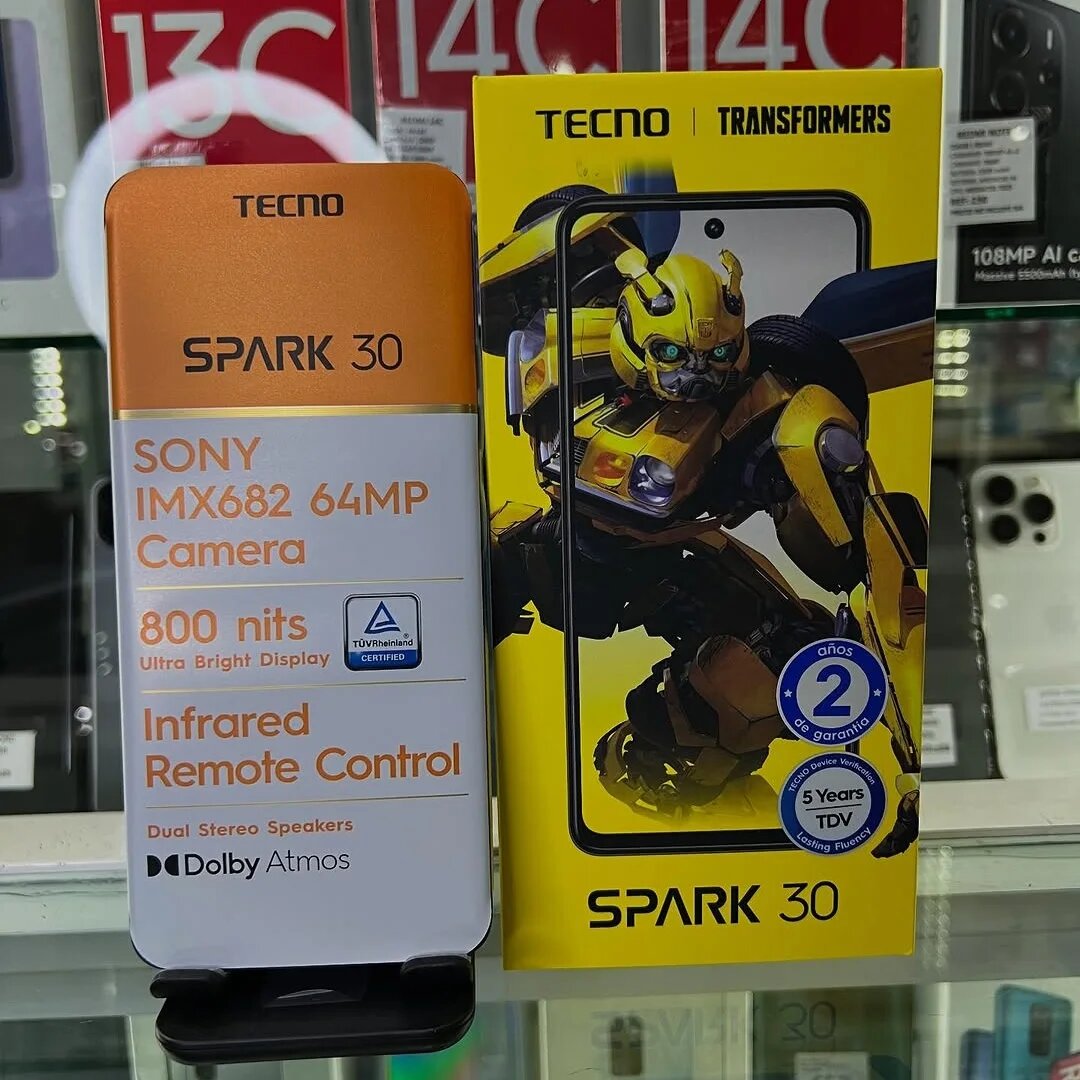 13C
14C
14C
TECNO
SPARK 30
SONY
IMX682 64MP
Camera
800 nits
Ultra Bright Display
TÜVRheinland®
CERTIFIED
Infrared
Remote Control
Dual Stereo Speakers
Dolby Atmos
TECNO | TRANSFORMERS
años
2
de garantía
TECNO Device Verification
5 Years
TDV
Lasting Fluency
SPARK 30
108MP AI
Massive